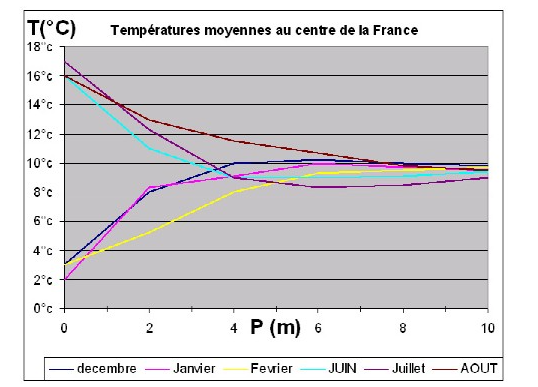 T(°C)
Températures moyennes au centre de la France
18°c
16°c
14°c
12°c
10°c
8°c
6°c
4°c
2°c
0°c
0 2 4 6 8 10
P (m)
decembre Janvier Fevrier JUIN Juillet AOUT